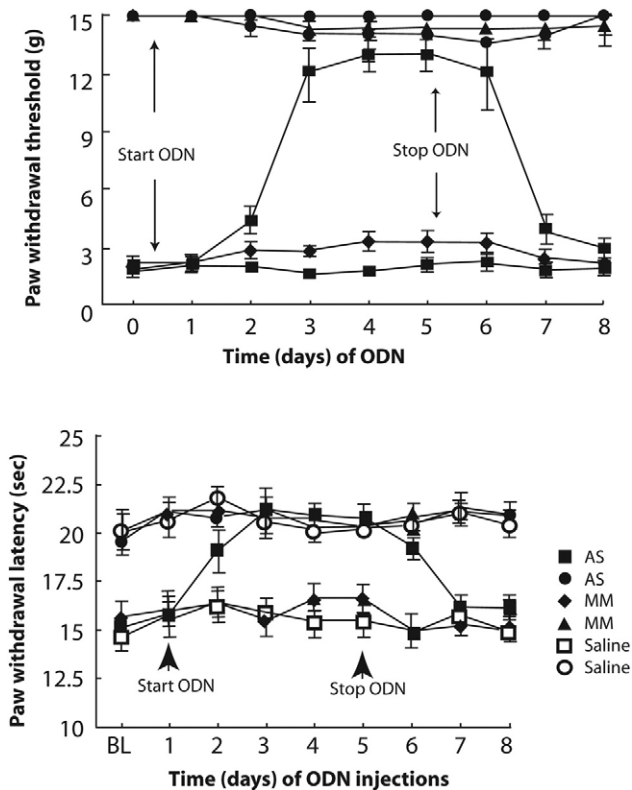 Paw withdrawal threshold (g)
15
12
9
6
3
0
Start ODN
Stop ODN
0 1 2 3 4 5 6 7 8
Time (days) of ODN
Paw withdrawal latency (sec)
25
22.5
20
17.5
15
12.5
10
Start ODN
Stop ODN
BL 1 2 3 4 5 6 7 8
Time (days) of ODN injections
AS
AS
MM
MM
Saline
Saline